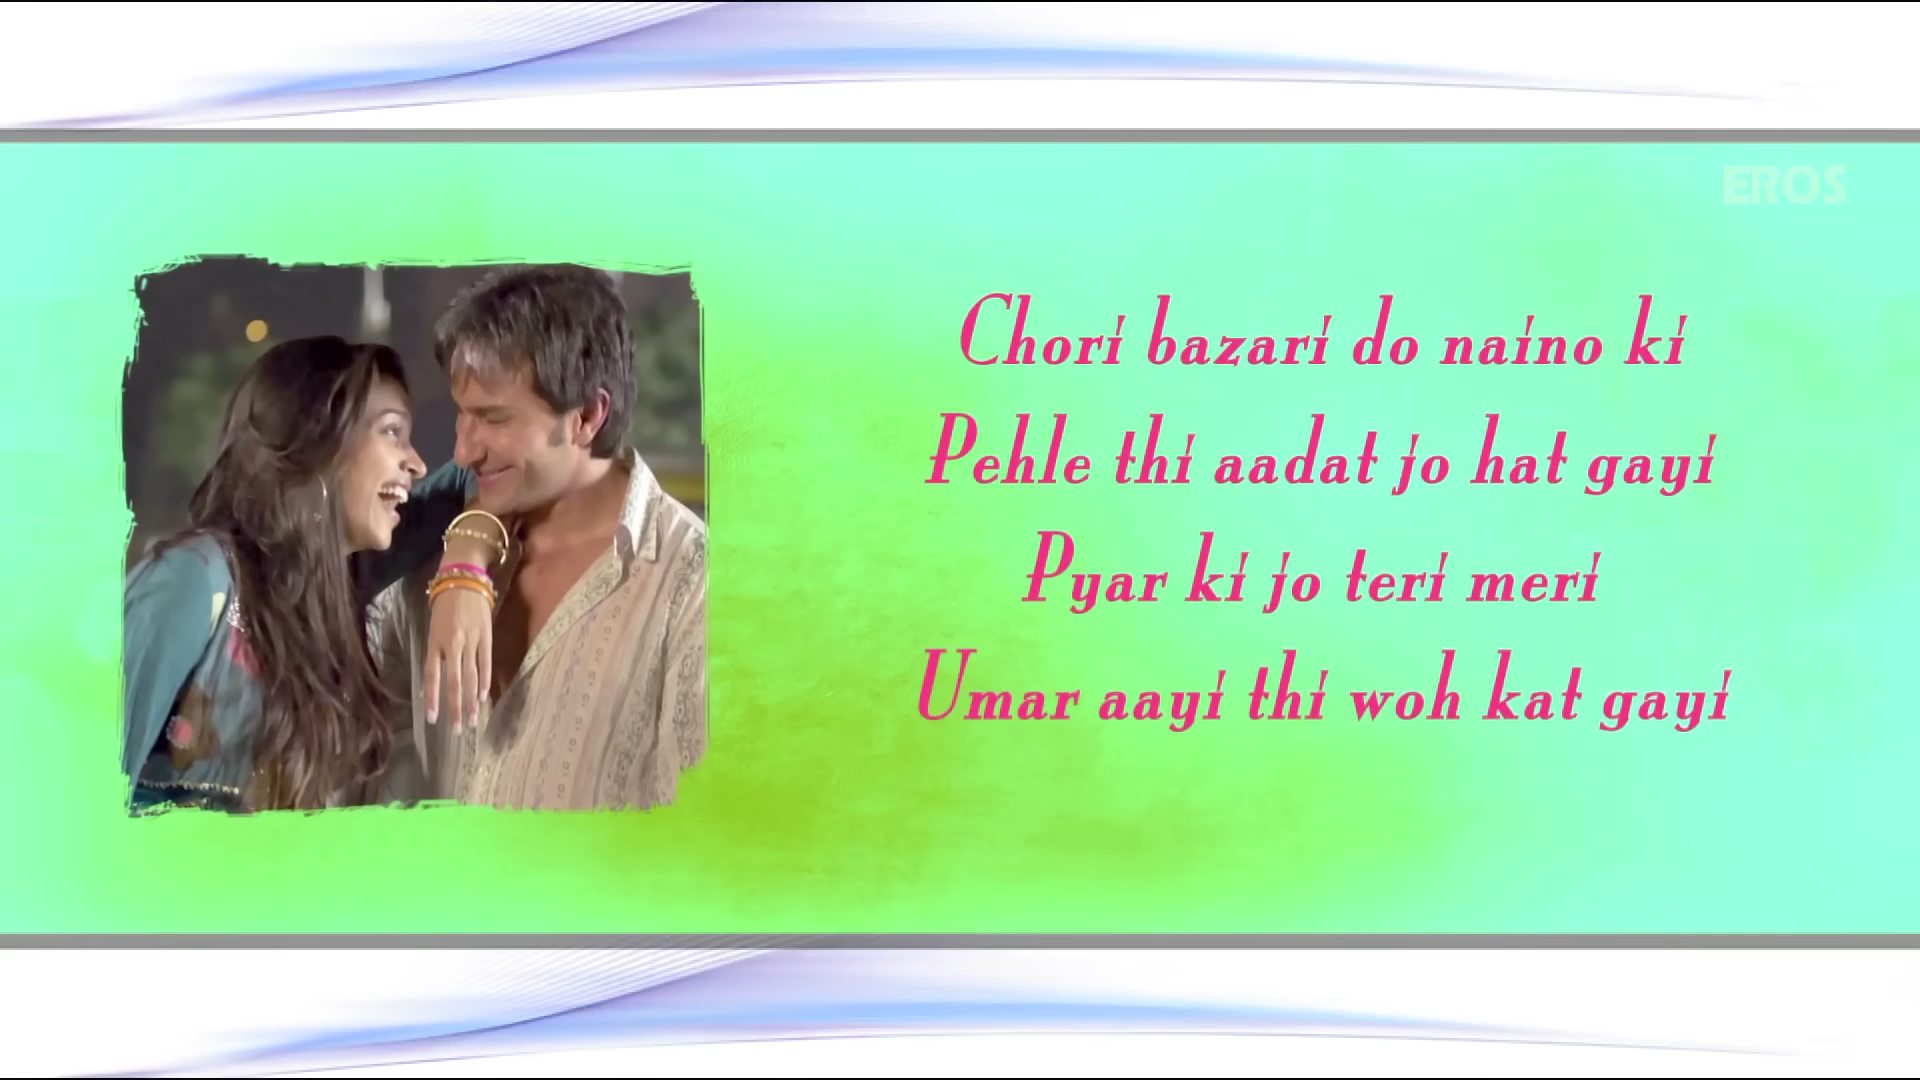 EROS
Chori bazari do naino ki
Pehle thi aadat jo hat gayi
Pyar ki jo teri meri
Umar aayi thi woh kat gayi